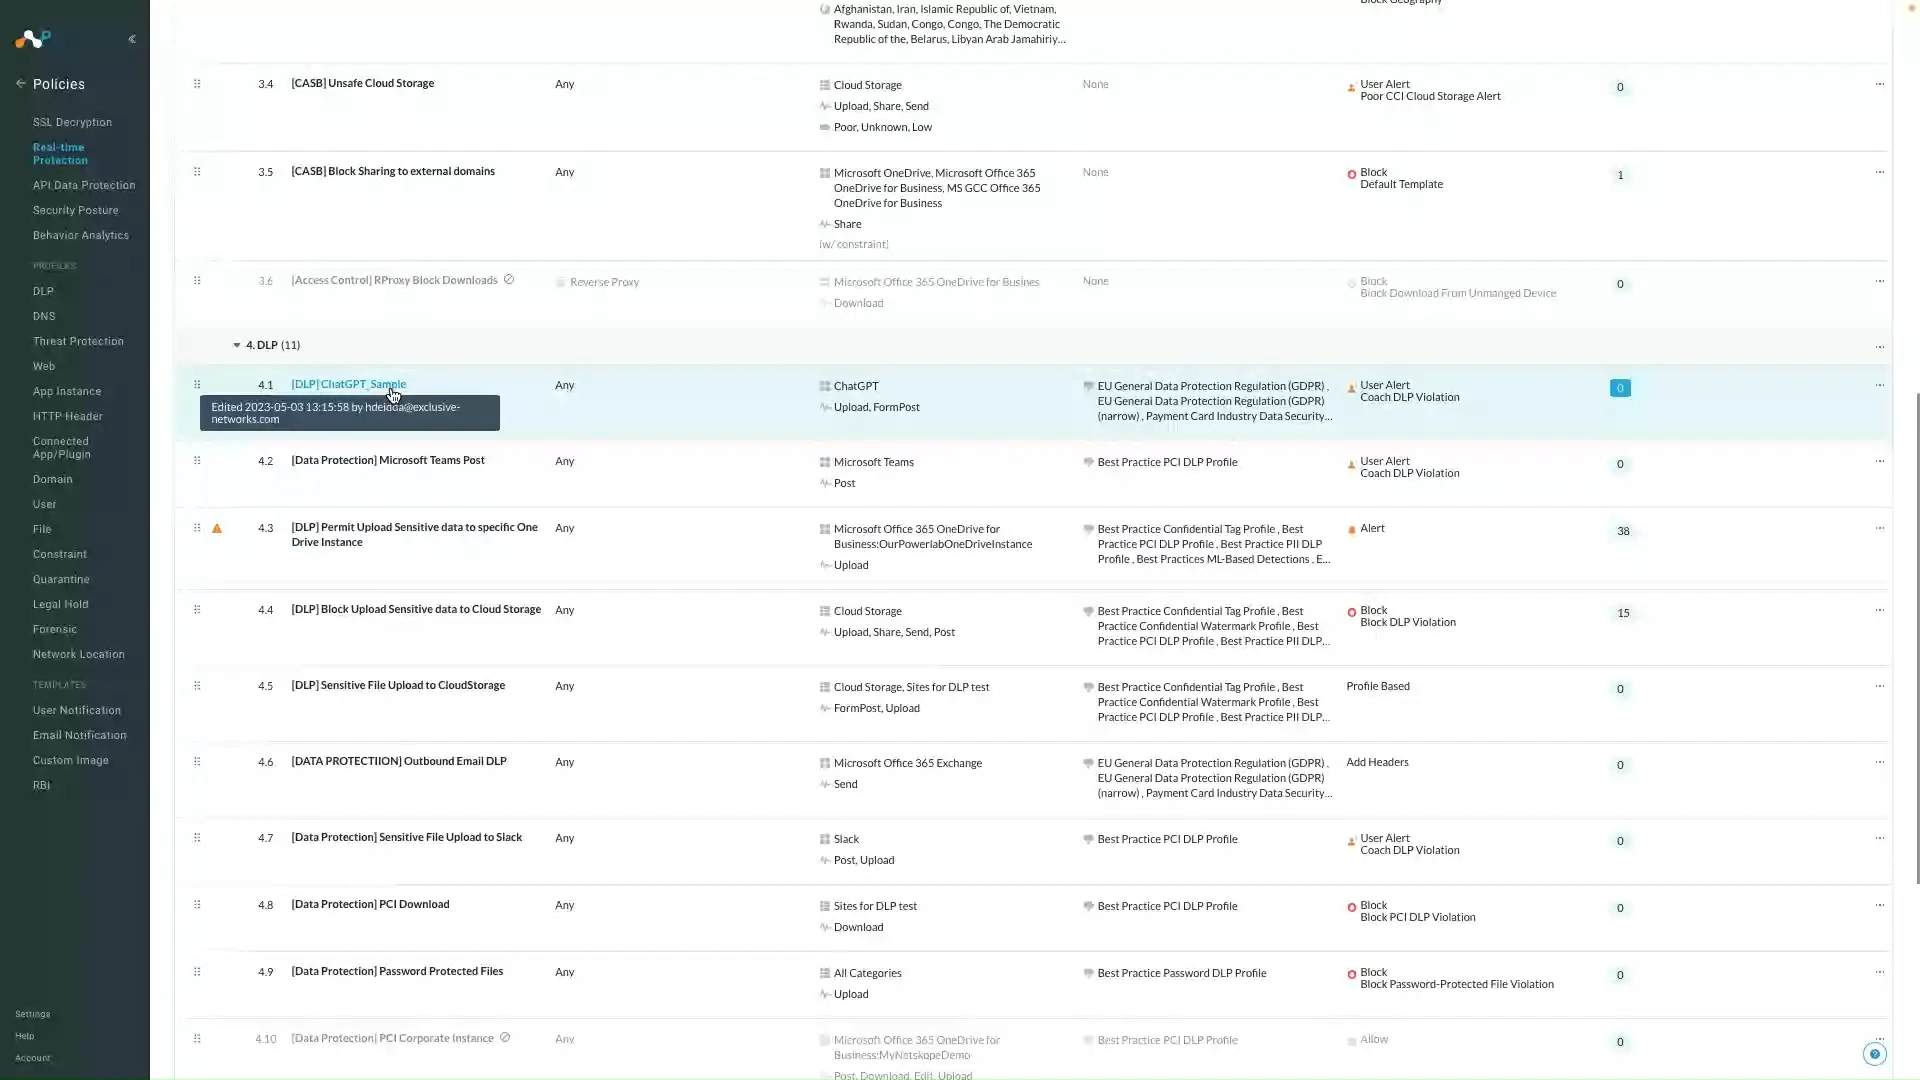 Afghanistan, Iran, Islamic Republic of, Vietnam,
Rwanda, Sudan, Congo, Congo, The Democratic
Republic of the, Belarus, Libyan Arab Jamahiriy...
Block Geography
Policies
SSL Decryption
Real-time
Protection
API Data Protection
Security Posture
Behavior Analytics
PROFILES
DLP
DNS
Threat Protection
Web
App Instance
HTTP Header
Connected
App/Plugin
Domain
User
File
Constraint
Quarantine
Legal Hold
Forensic
Network Location
TEMPLATES
User Notification
Email Notification
Custom Image
RBI
Settings
Help
Account
3.4 [CASB] Unsafe Cloud Storage Any Cloud Storage None User Alert 0
Poor CCI Cloud Storage Alert
Upload, Share, Send
Poor, Unknown, Low
3.5 [CASB] Block Sharing to external domains Any Microsoft OneDrive, Microsoft Office 365 None Block 1
OneDrive for Business, MS GCC Office 365 Default Template
OneDrive for Business
Share
(w/ constraint)
3.6 [Access Control] RProxy Block Downloads Reverse Proxy Microsoft Office 365 OneDrive for Busines None Block 0
Block Download From Unmanged Device
Download
4. DLP (11)
4.1 [DLP] ChatGPT_Sample Any ChatGPT EU General Data Protection Regulation (GDPR) , User Alert 0
Upload, FormPost EU General Data Protection Regulation (GDPR) Coach DLP Violation
(narrow) , Payment Card Industry Data Security...
Edited 2023-05-03 13:15:58 by hdeidda@exclusive-
networks.com
4.2 [Data Protection] Microsoft Teams Post Any Microsoft Teams Best Practice PCI DLP Profile User Alert 0
Coach DLP Violation
Post
4.3 [DLP] Permit Upload Sensitive data to specific One Any Microsoft Office 365 OneDrive for Best Practice Confidential Tag Profile , Best Alert 38
Drive Instance Business:OurPowerlabOneDriveInstance Practice PCI DLP Profile , Best Practice PII DLP
Upload Profile , Best Practices ML-Based Detections , E...
4.4 [DLP] Block Upload Sensitive data to Cloud Storage Any Cloud Storage Best Practice Confidential Tag Profile , Best Block 15
Upload, Share, Send, Post Practice Confidential Watermark Profile , Best Block DLP Violation
Practice PCI DLP Profile , Best Practice PII DLP...
4.5 [DLP] Sensitive File Upload to CloudStorage Any Cloud Storage, Sites for DLP test Best Practice Confidential Tag Profile , Best Profile Based 0
FormPost, Upload Practice Confidential Watermark Profile , Best
Practice PCI DLP Profile , Best Practice PII DLP...
4.6 [DATA PROTECTIION] Outbound Email DLP Any Microsoft Office 365 Exchange EU General Data Protection Regulation (GDPR) , Add Headers 0
Send EU General Data Protection Regulation (GDPR)
(narrow) , Payment Card Industry Data Security...
4.7 [Data Protection] Sensitive File Upload to Slack Any Slack Best Practice PCI DLP Profile User Alert 0
Coach DLP Violation
Post, Upload
4.8 [Data Protection] PCI Download Any Sites for DLP test Best Practice PCI DLP Profile Block 0
Block PCI DLP Violation
Download
4.9 [Data Protection] Password Protected Files Any All Categories Best Practice Password DLP Profile Block 0
Block Password-Protected File Violation
Upload
4.10 [Data Protection] PCI Corporate Instance Any Microsoft Office 365 OneDrive for Best Practice PCI DLP Profile Allow 0
Business:MyNetskopeDemo
Post, Download, Edit, Upload